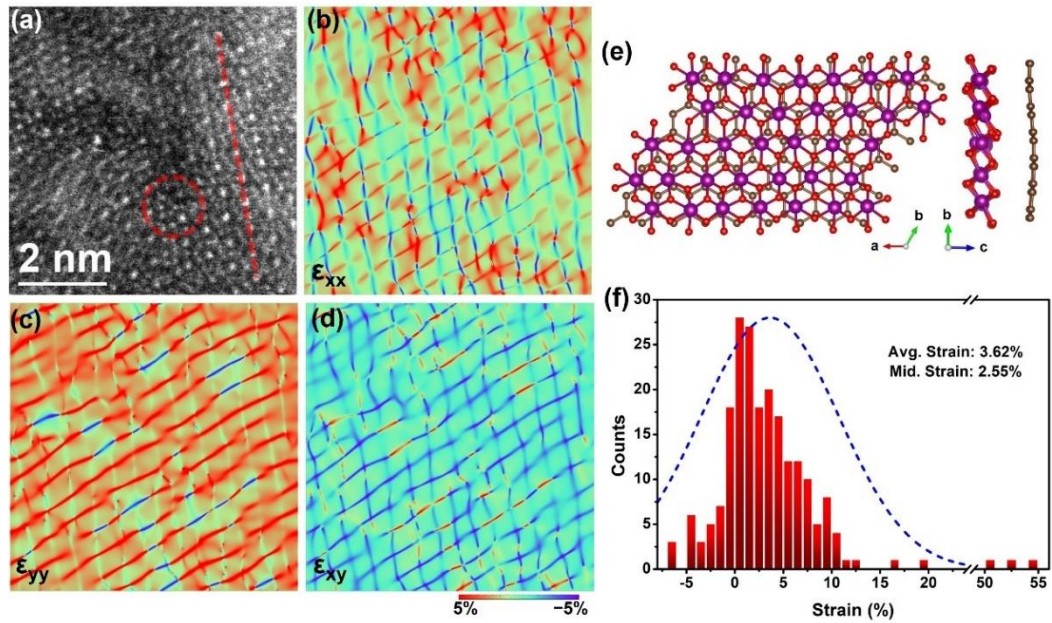 (a)
2 nm
(b)
εxx
(c)
εyy
(d)
εxy
5%
−5%
(e)
a
b
b
c
(f)
Avg. Strain: 3.62%
Mid. Strain: 2.55%
Counts
30
25
20
15
10
5
0
-5
0
5
10
15
20
50
55
Strain (%)